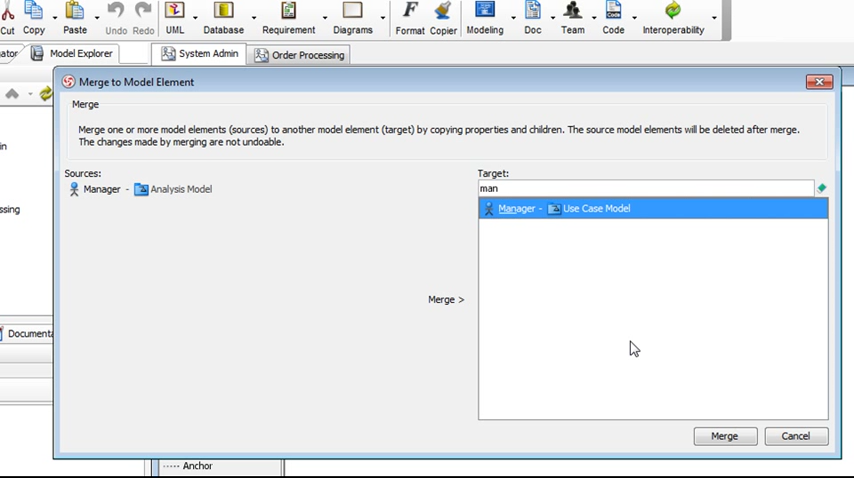 Cut Copy Paste Undo Redo UML Database Requirement Diagrams Format Copier Modeling Doc Team Code Interoperability
Model Explorer System Admin Order Processing
Merge to Model Element
Merge
Merge one or more model elements (sources) to another model element (target) by copying properties and children. The source model elements will be deleted after merge.
The changes made by merging are not undoable.
Sources:
Manager - Analysis Model
Target:
man
Manager - Use Case Model
Merge >
Documenta
Merge Cancel
Anchor